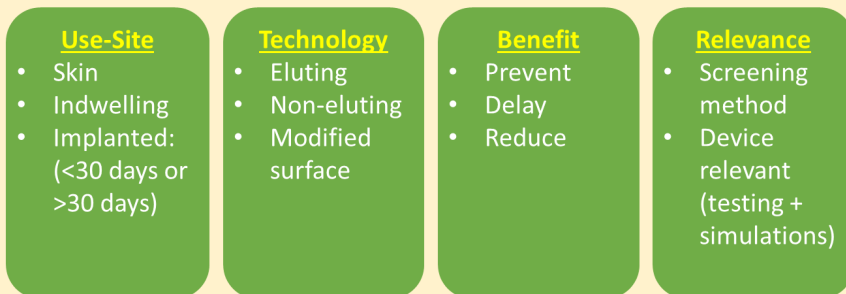 Use-Site
• Skin
• Indwelling
• Implanted:
(<30 days or
>30 days)
Technology
• Eluting
• Non-eluting
• Modified
surface
Benefit
• Prevent
• Delay
• Reduce
Relevance
• Screening
method
• Device
relevant
(testing +
simulations)